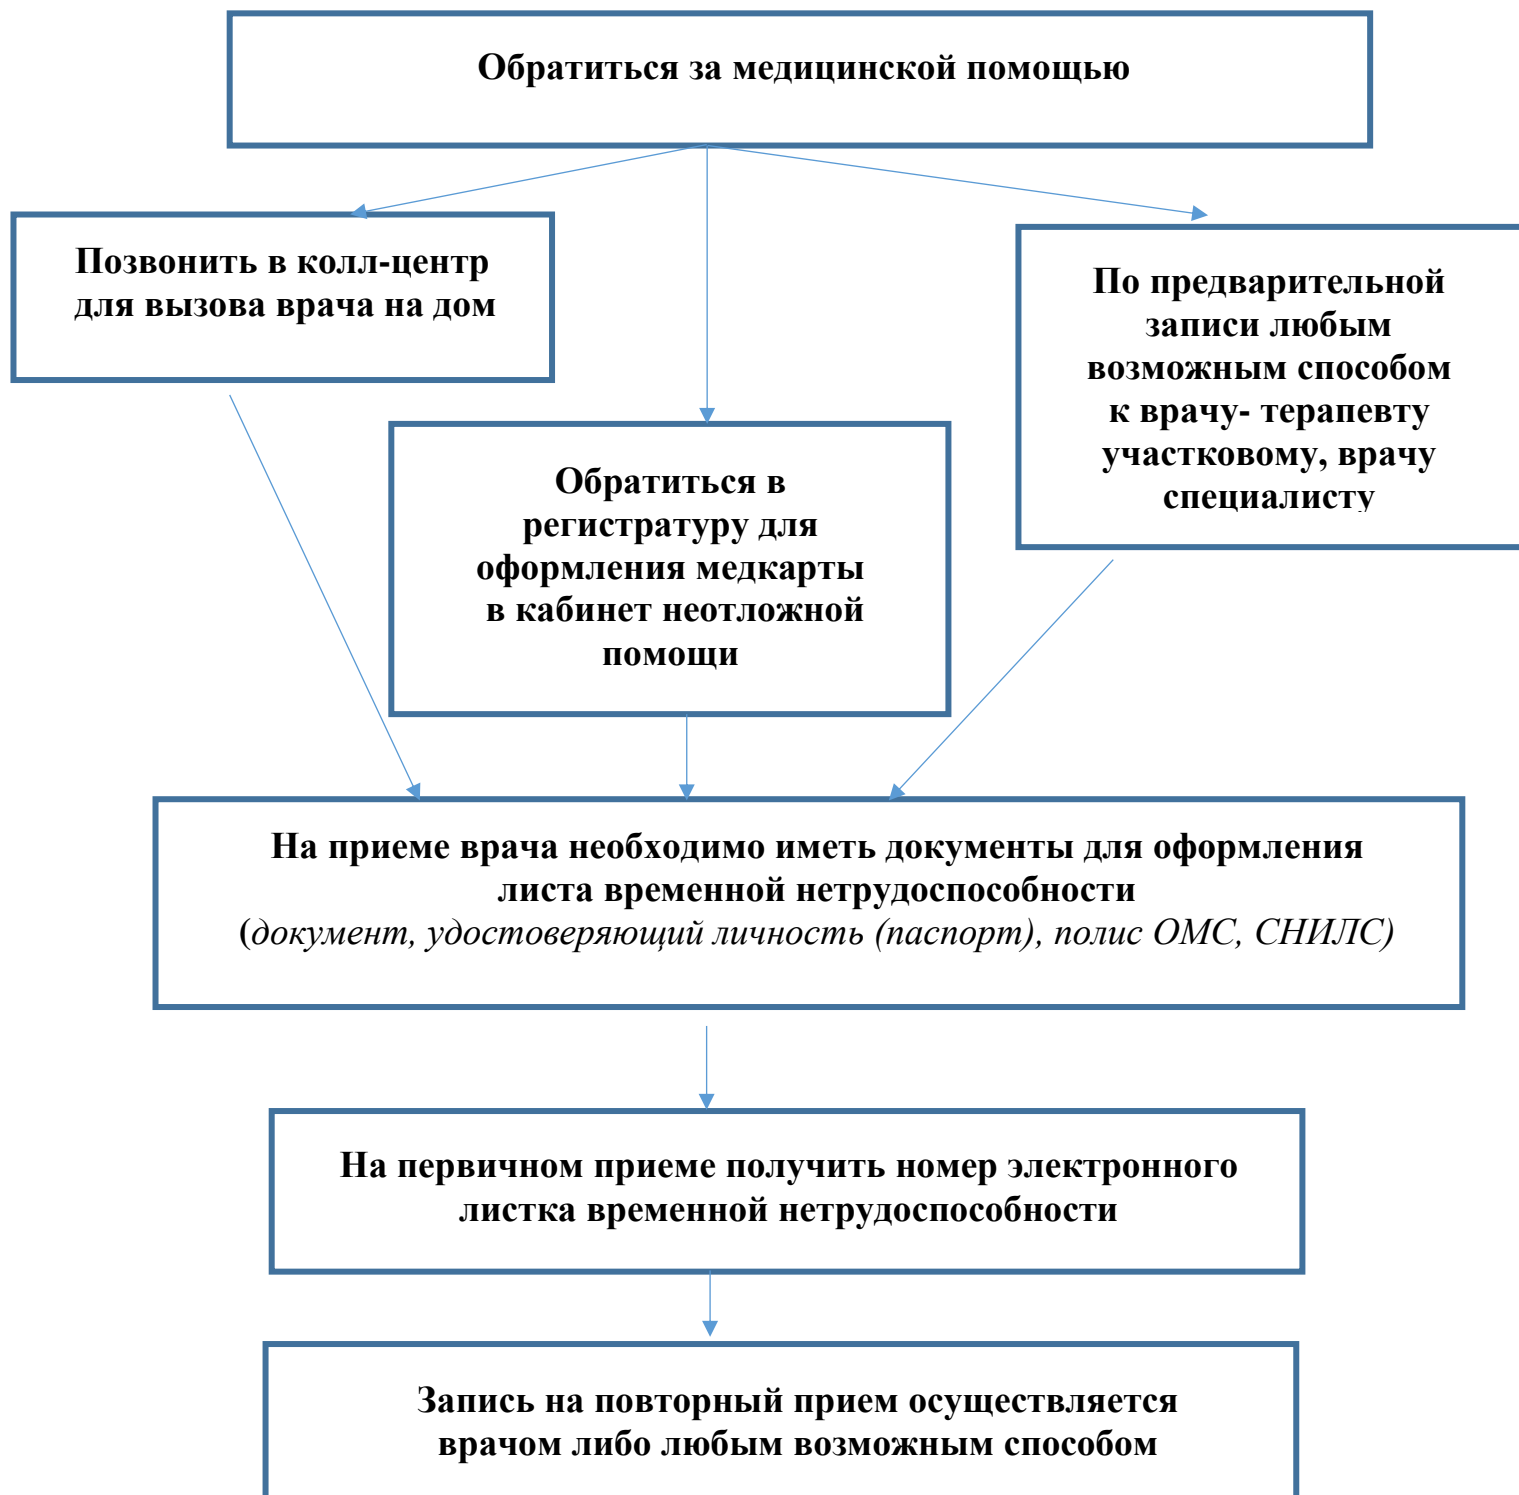 Обратиться за медицинской помощью
Позвонить в колл-центр
для вызова врача на дом
По предварительной
записи любым
возможным способом
к врачу- терапевту
участковому, врачу
специалисту
Обратиться в
регистратуру для
оформления медкарты
в кабинет неотложной
помощи
На приеме врача необходимо иметь документы для оформления
листа временной нетрудоспособности
(документ, удостоверяющий личность (паспорт), полис ОМС, СНИЛС)
На первичном приеме получить номер электронного
листка временной нетрудоспособности
Запись на повторный прием осуществляется
врачом либо любым возможным способом